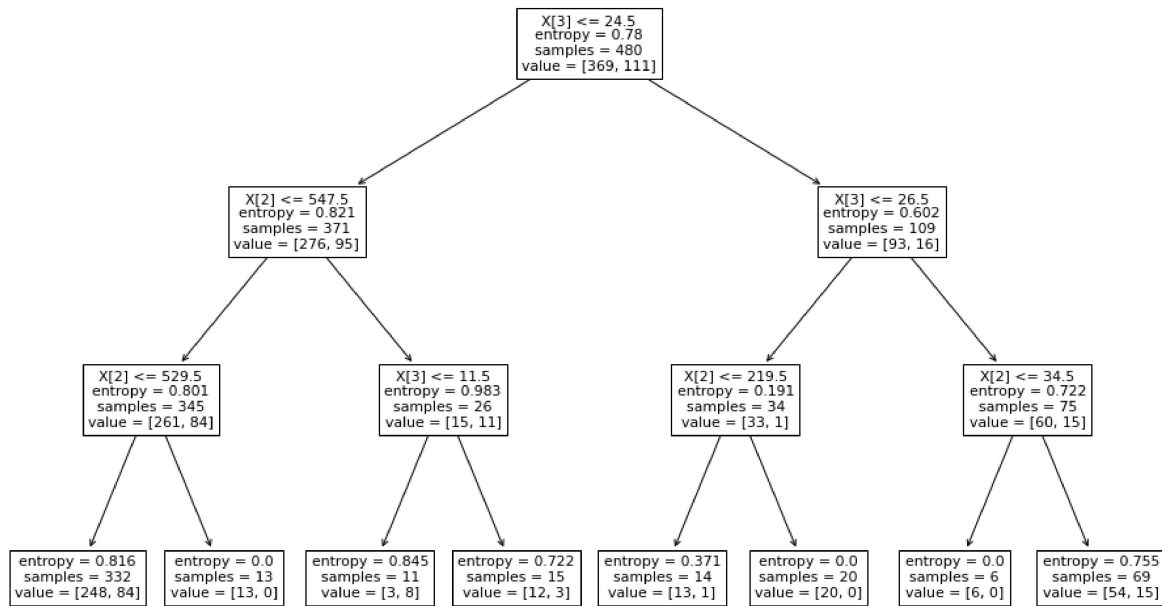 X[3] <= 24.5
entropy = 0.78
samples = 480
value = [369, 111]
X[2] <= 547.5
entropy = 0.821
samples = 371
value = [276, 95]
X[3] <= 26.5
entropy = 0.602
samples = 109
value = [93, 16]
X[2] <= 529.5
entropy = 0.801
samples = 345
value = [261, 84]
X[3] <= 11.5
entropy = 0.983
samples = 26
value = [15, 11]
X[2] <= 219.5
entropy = 0.191
samples = 34
value = [33, 1]
X[2] <= 34.5
entropy = 0.722
samples = 75
value = [60, 15]
entropy = 0.816
samples = 332
value = [248, 84]
entropy = 0.0
samples = 13
value = [13, 0]
entropy = 0.845
samples = 11
value = [3, 8]
entropy = 0.722
samples = 15
value = [12, 3]
entropy = 0.371
samples = 14
value = [13, 1]
entropy = 0.0
samples = 20
value = [20, 0]
entropy = 0.0
samples = 6
value = [6, 0]
entropy = 0.755
samples = 69
value = [54, 15]